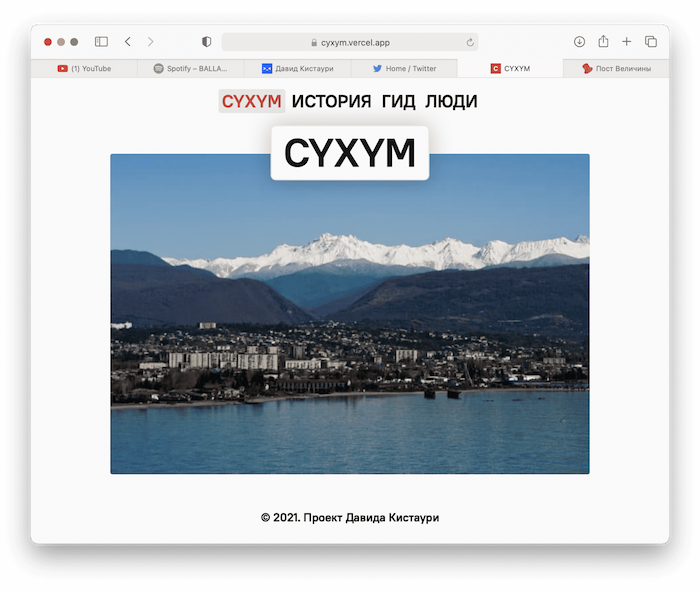 cyxym.vercel.app
(1) YouTube
Spotify – BALLA...
Давид Кистаури
Home / Twitter
С
СУХУМ
Пост Величины
СУХУМ ИСТОРИЯ ГИД ЛЮДИ
СУХУМ
© 2021. Проект Давида Кистаури